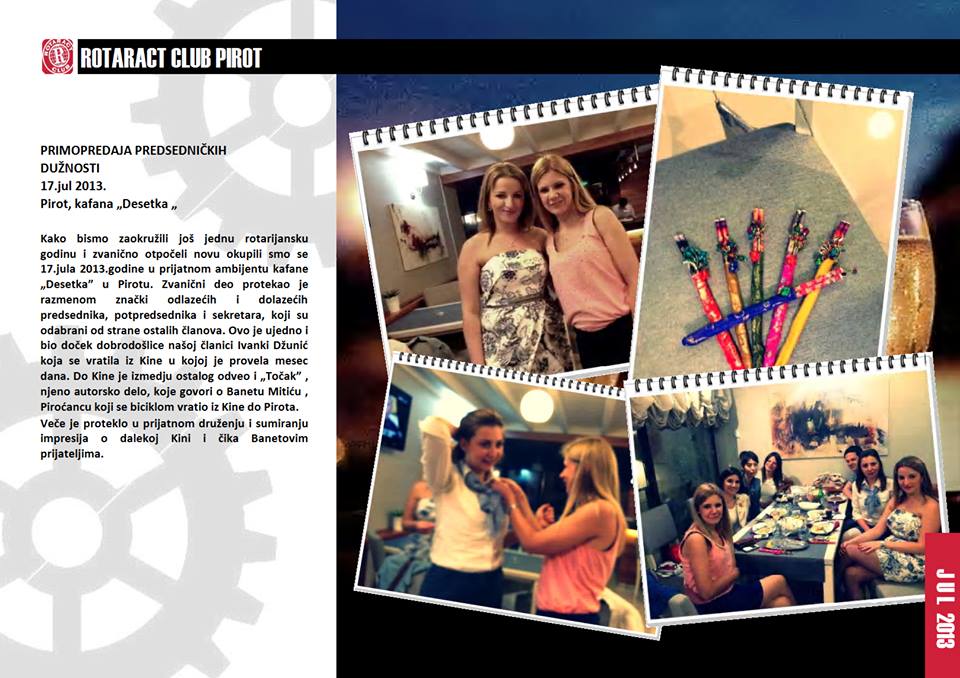 ROTARACT CLUB PIROT
ROTARACT
R
CLUB
PRIMOPREDAJA PREDSEDNIČKIH
DUŽNOSTI
17.jul 2013.
Pirot, kafana „Desetka „
Kako bismo zaokružili još jednu rotarijansku
godinu i zvanično otpočeli novu okupili smo se
17.jula 2013.godine u prijatnom ambijentu kafane
„Desetka” u Pirotu. Zvanični deo protekao je
razmenom znački odlazećih i dolazećih
predsednika, potpredsednika i sekretara, koji su
odabrani od strane ostalih članova. Ovo je ujedno i
bio doček dobrodošlice našoj članici Ivanki Džunić
koja se vratila iz Kine u kojoj je provela mesec
dana. Do Kine je izmedju ostalog odveo i „Točak” ,
njeno autorsko delo, koje govori o Banetu Mitiću ,
Piroćancu koji se biciklom vratio iz Kine do Pirota.
Veče je proteklo u prijatnom druženju i sumiranju
impresija o dalekoj Kini i čika Banetovim
prijateljima.
JUL 2013